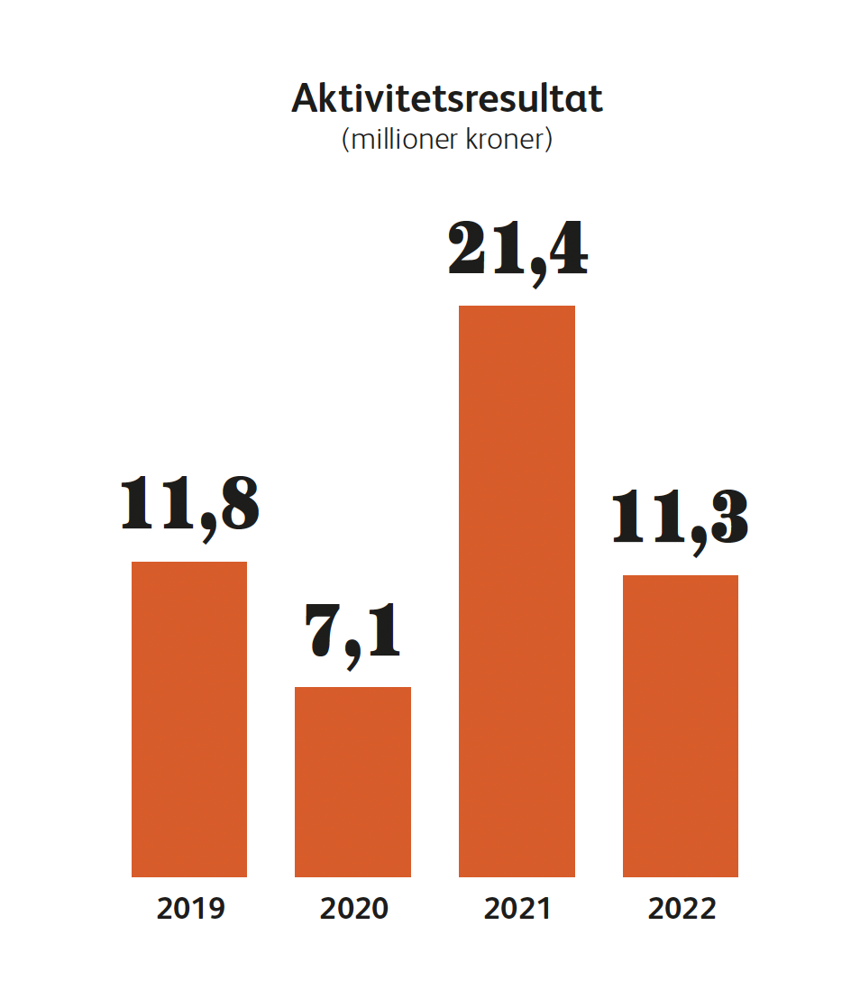 Aktivitetsresultat
(millioner kroner)
21,4
11,8
11,3
7,1
2019 2020 2021 2022